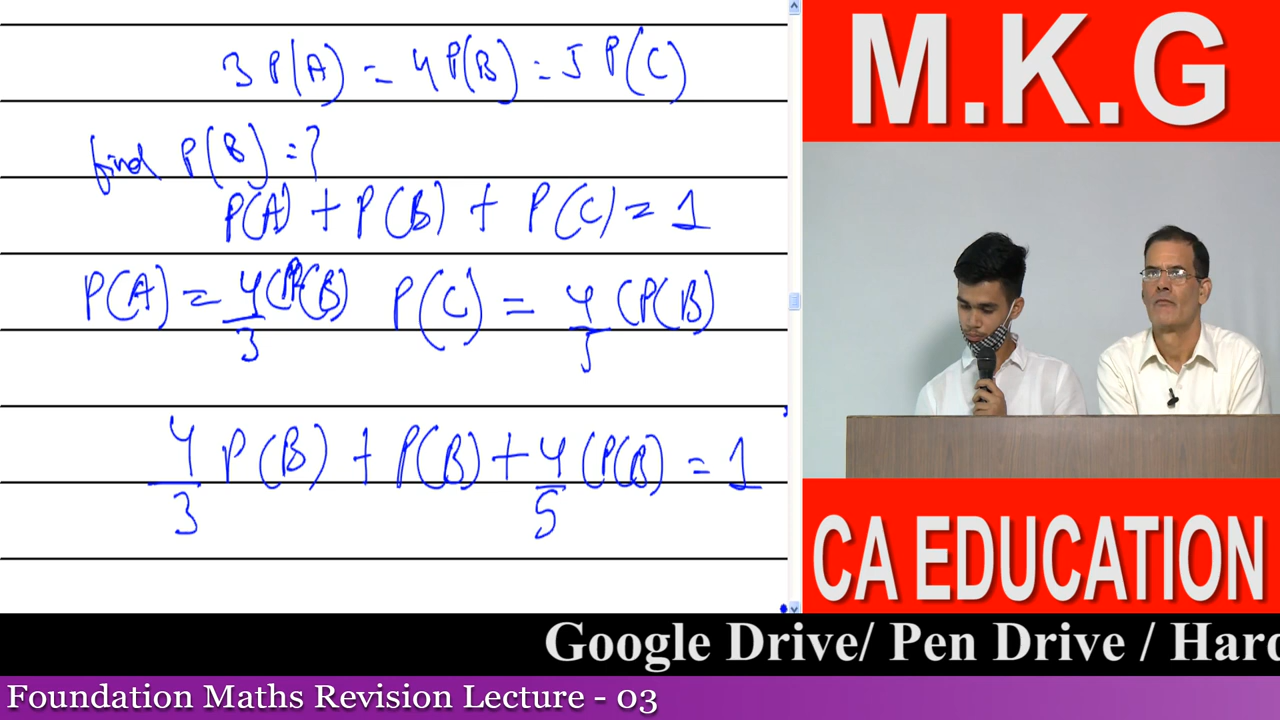 3 P(A) = 4 P(B) = 5 P(C)
find P(B) = ?
P(A) + P(B) + P(C) = 1
P(A) = 4/3 (P(B) P(C) = 4/5 (P(B)
4/3 P(B) + P(B) + 4/5 (P(B) = 1
M.K.G
CA EDUCATION
Google Drive/ Pen Drive / Hard
Foundation Maths Revision Lecture - 03